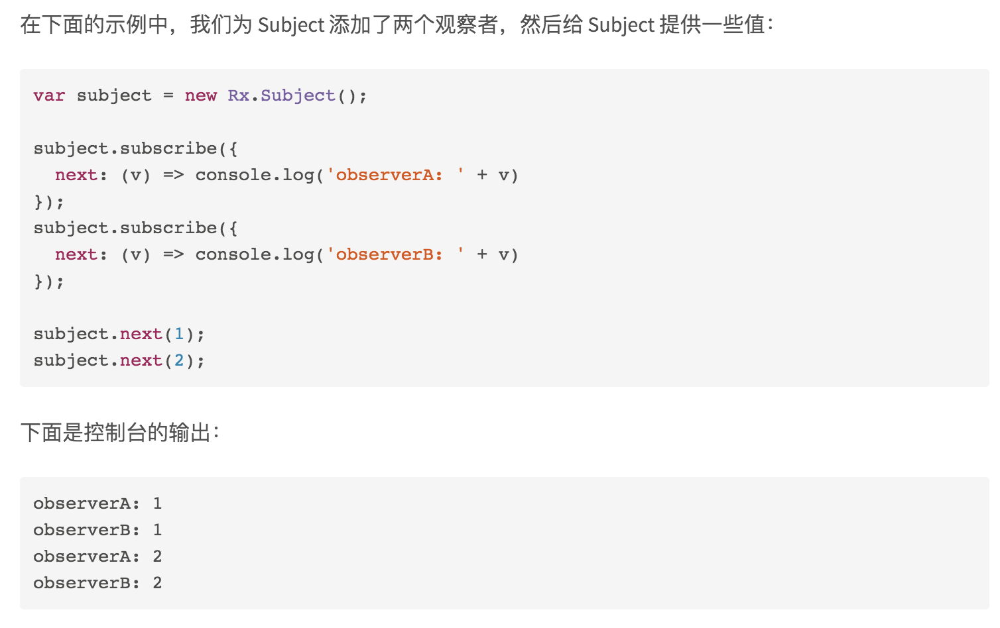 在下面的示例中，我们为 Subject 添加了两个观察者，然后给 Subject 提供一些值：
var subject = new Rx.Subject();
subject.subscribe({
  next: (v) => console.log('observerA: ' + v)
});
subject.subscribe({
  next: (v) => console.log('observerB: ' + v)
});
subject.next(1);
subject.next(2);
下面是控制台的输出：
observerA: 1
observerB: 1
observerA: 2
observerB: 2